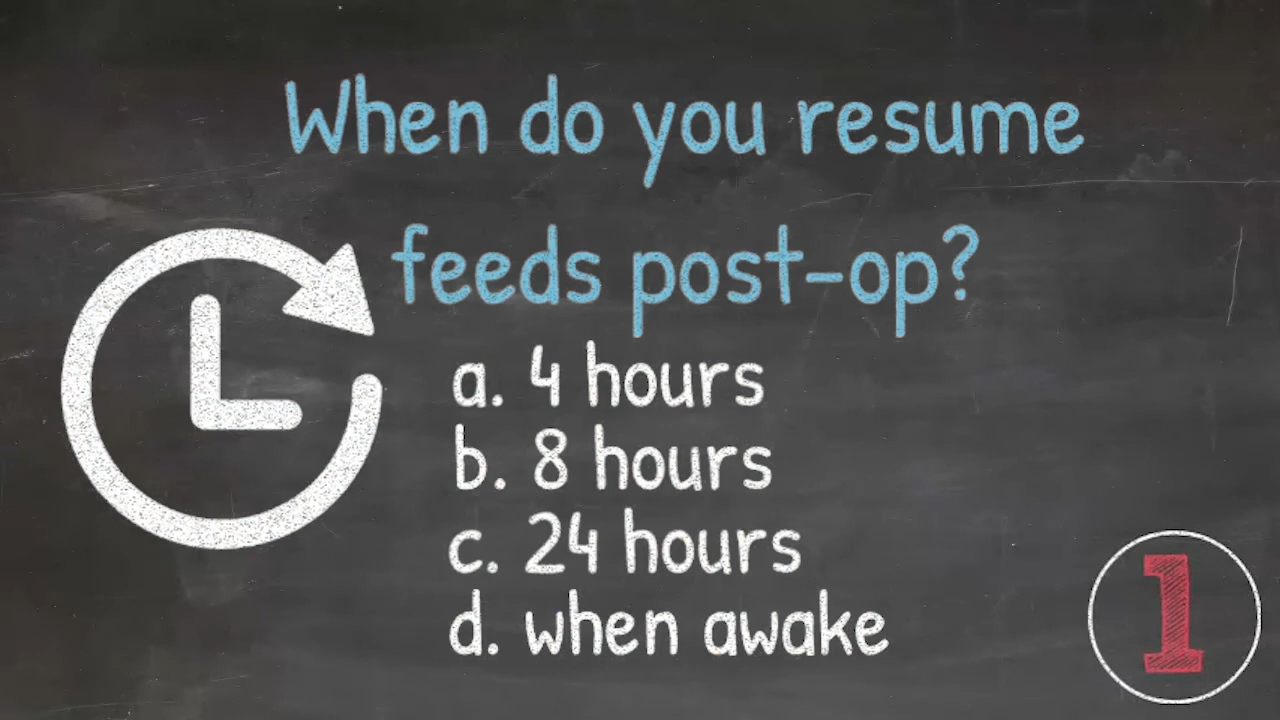 When do you resume
feeds post-op?
a. 4 hours
b. 8 hours
c. 24 hours
d. when awake
1